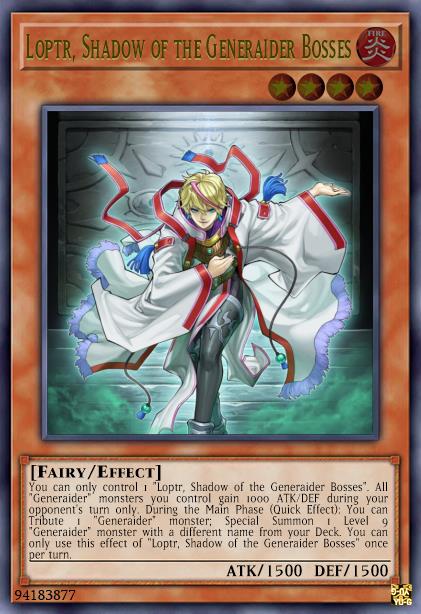 Loptr, Shadow of the Generaider Bosses
FIRE
炎
[Fairy/Effect]
You can only control 1 "Loptr, Shadow of the Generaider Bosses". All
"Generaider" monsters you control gain 1000 ATK/DEF during your
opponent's turn only. During the Main Phase (Quick Effect): You can
Tribute 1 "Generaider" monster; Special Summon 1 Level 9
"Generaider" monster with a different name from your Deck. You can
only use this effect of "Loptr, Shadow of the Generaider Bosses" once
per turn.
ATK/1500 DEF/1500
94183877